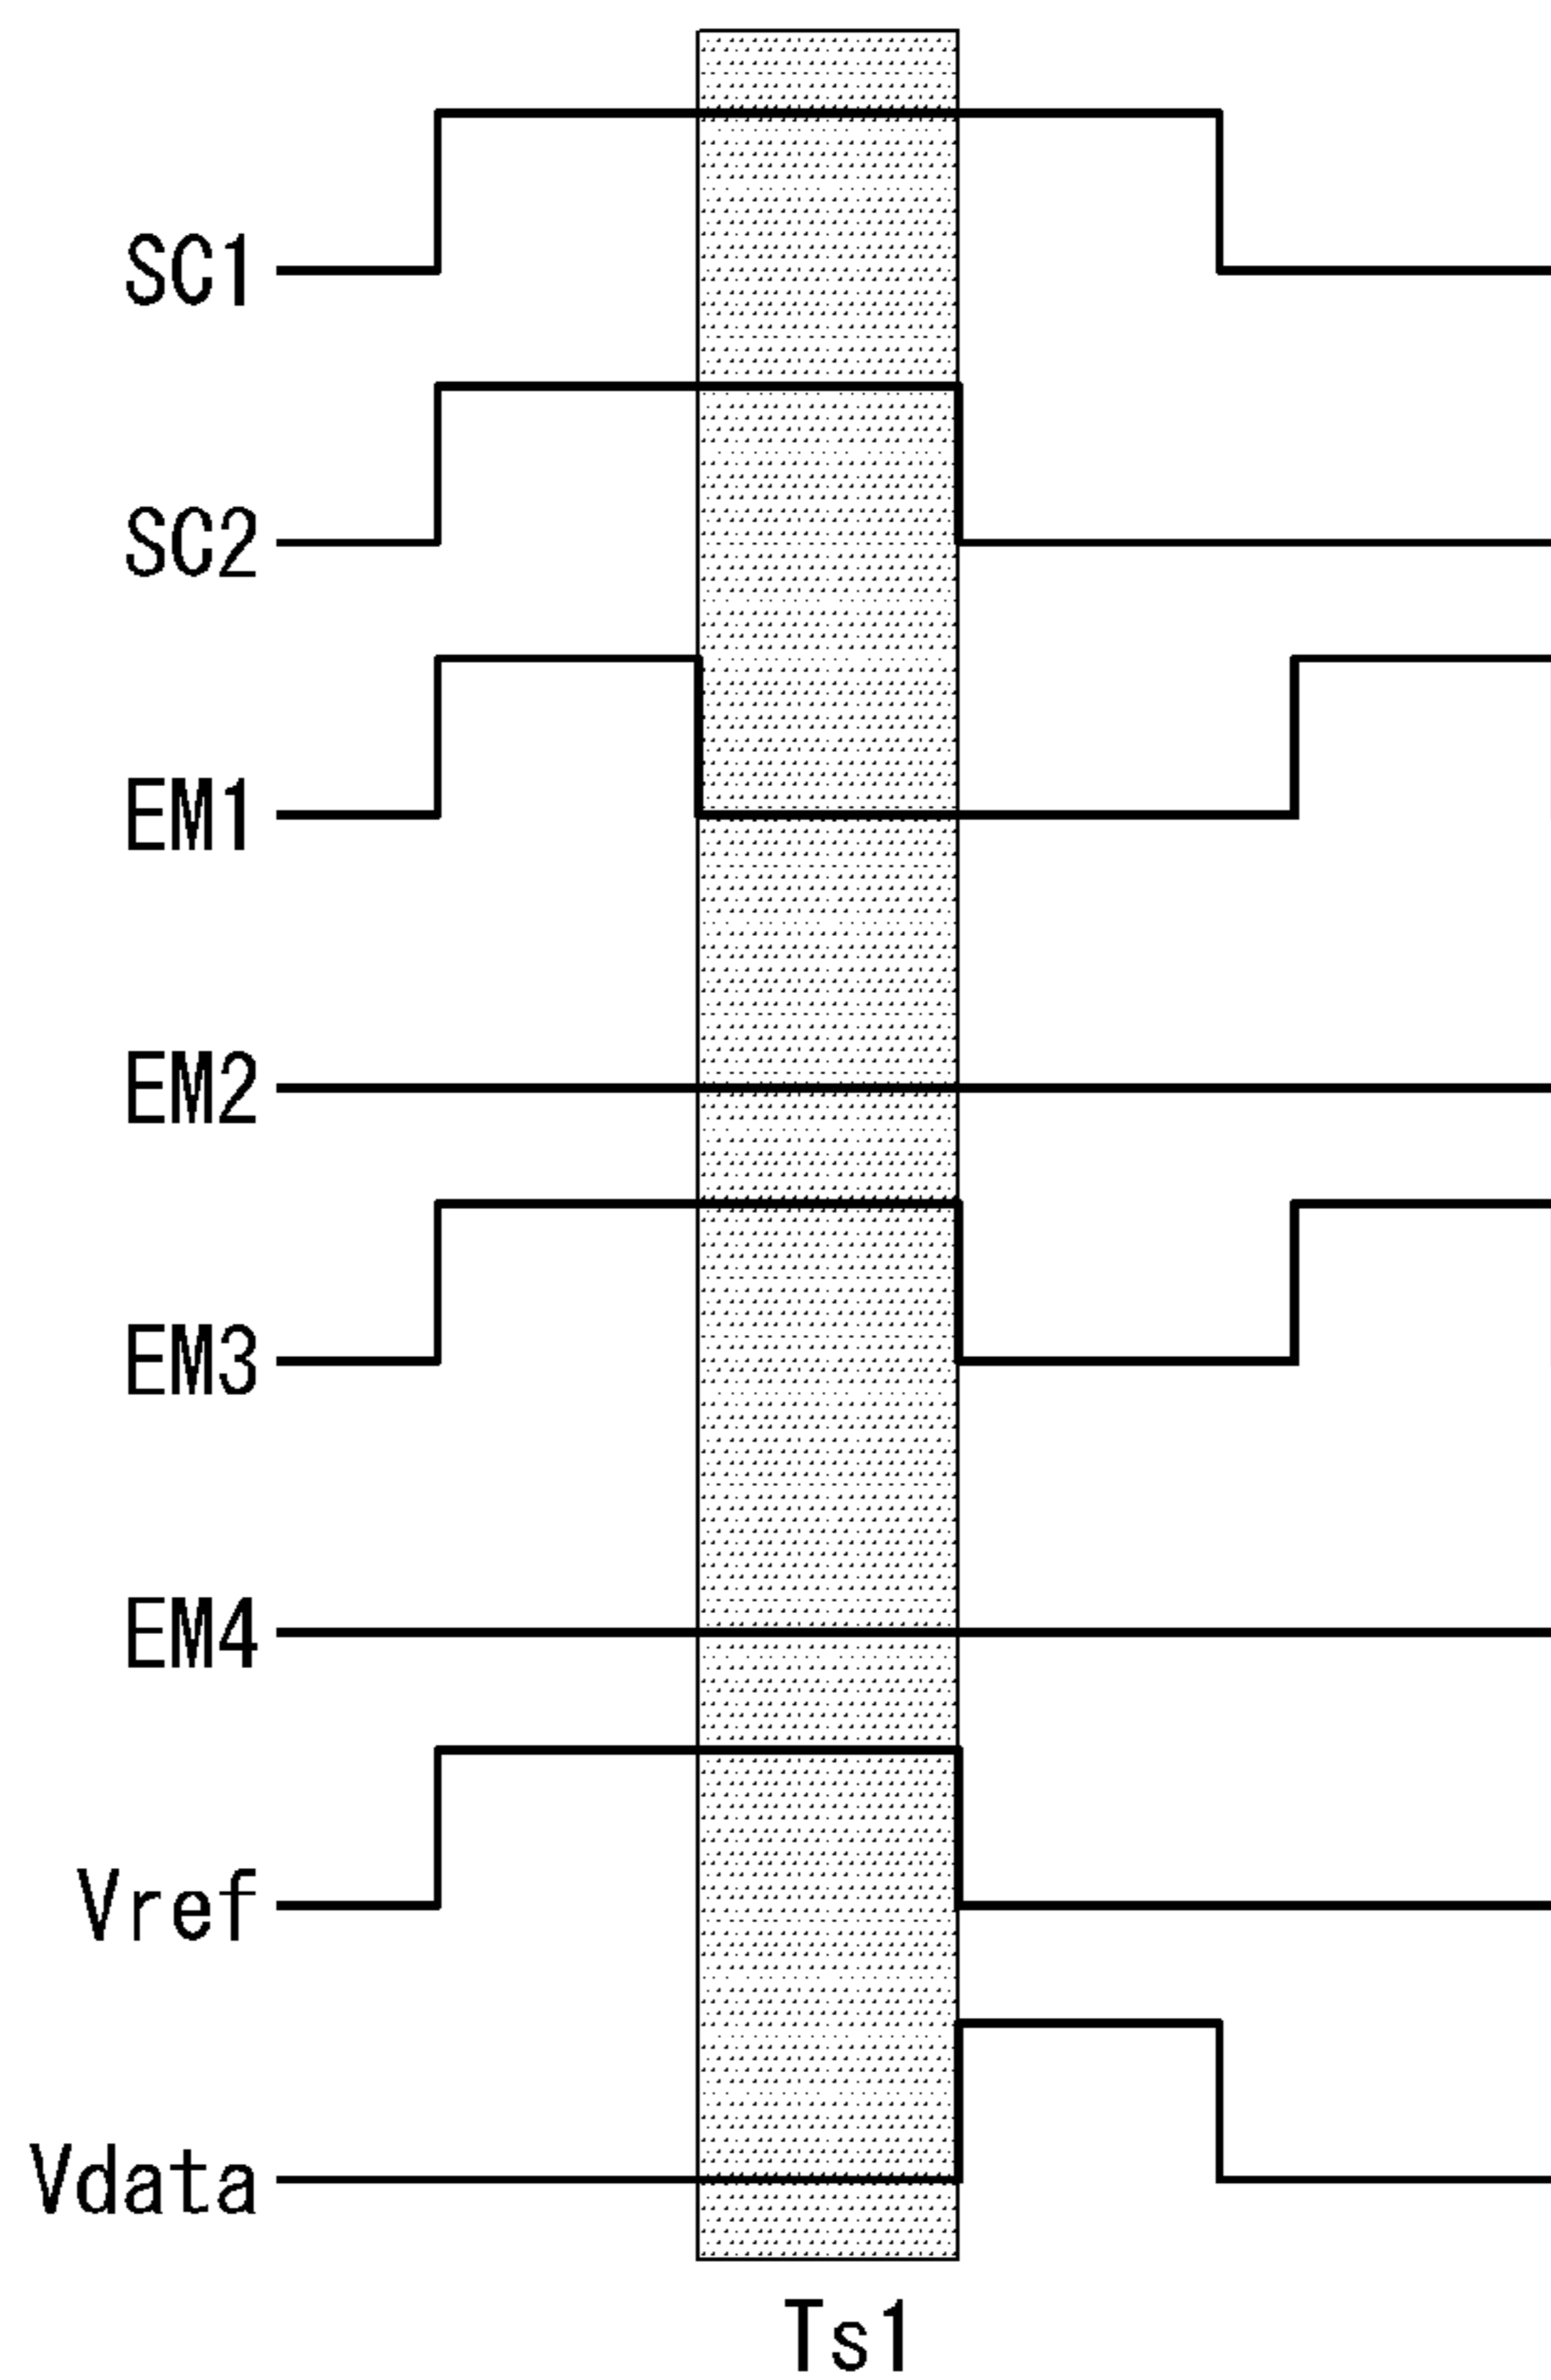 SC1
SC2
EM1
EM2
EM3
EM4
Vref
Vdata
Ts1